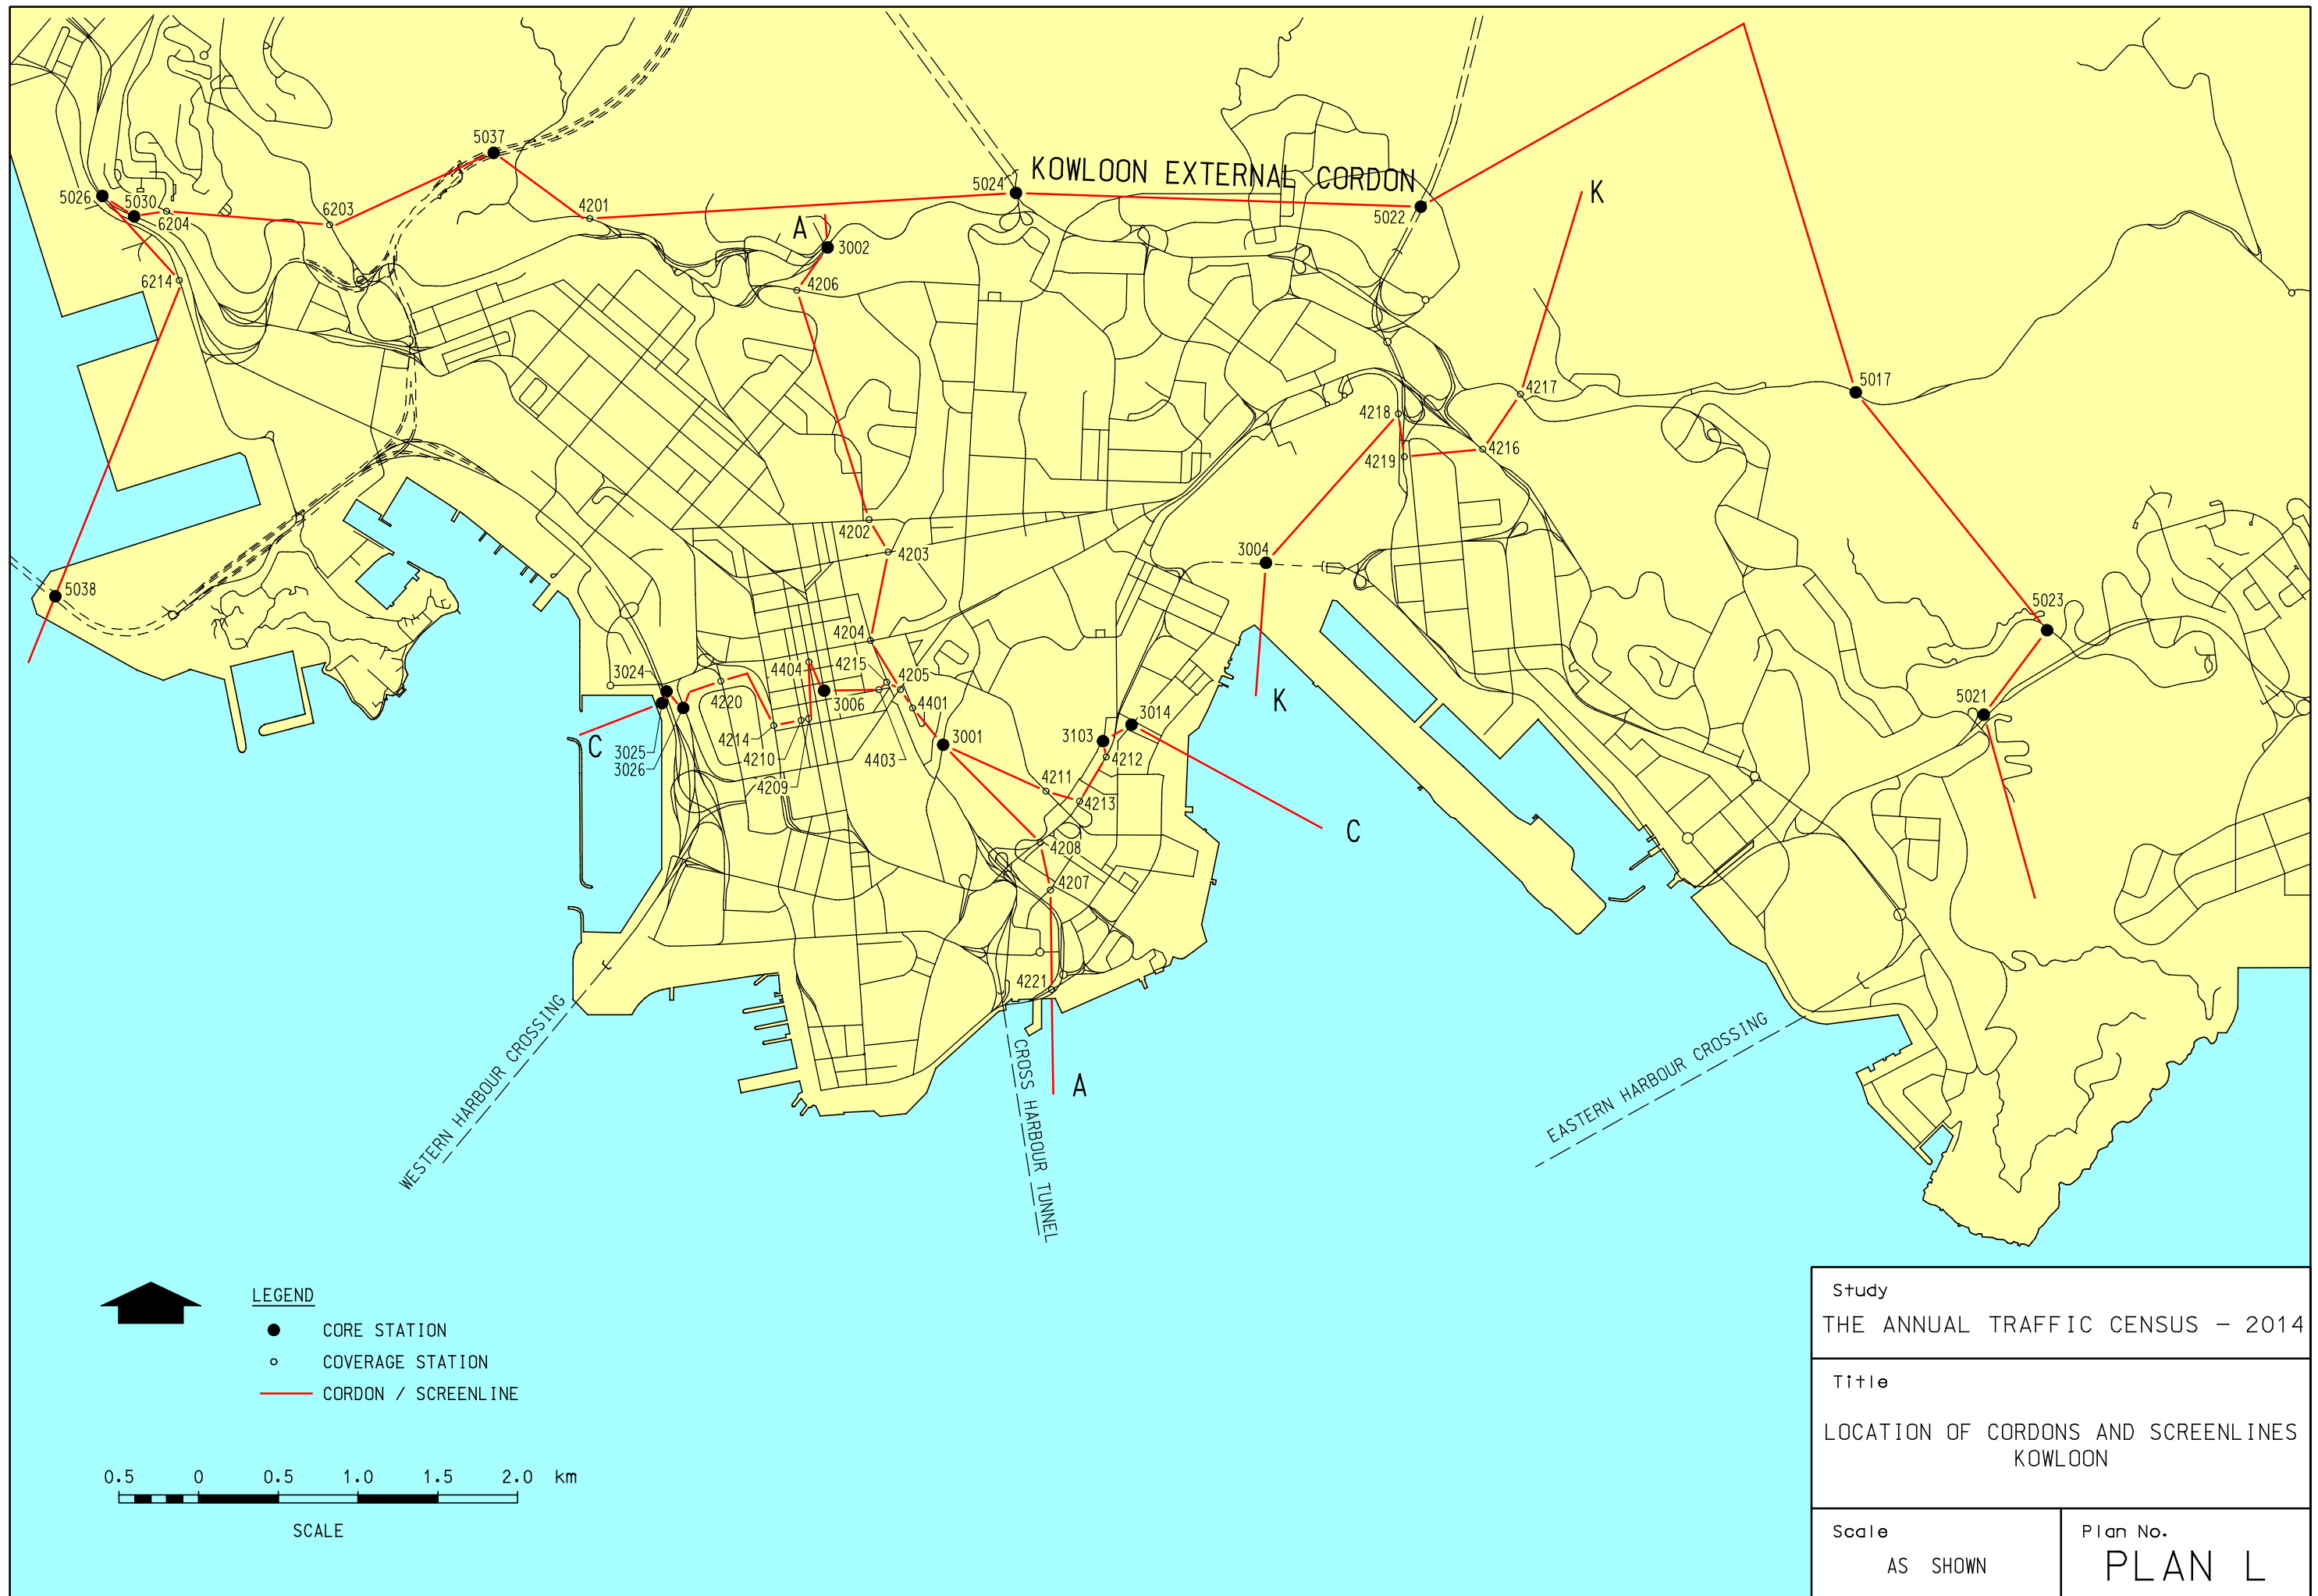 5037
KOWLOON EXTERNAL CORDON
5024
5026
5030
6204
6203
4201
5022
K
A
3002
6214
4206
5017
4217
4218
4216
4219
4202
4203
3004
5038
5023
4204
4215
4404
4205
3024
4220
3006
4401
K
5021
3014
3103
3001
C
4214
3025
3026
4210
4403
4212
4209
4211
4213
C
4208
4207
4221
WESTERN HARBOUR CROSSING
CROSS HARBOUR TUNNEL
A
EASTERN HARBOUR CROSSING
LEGEND
CORE STATION
COVERAGE STATION
CORDON / SCREENLINE
0.5 0 0.5 1.0 1.5 2.0 km
SCALE
Study
THE ANNUAL TRAFFIC CENSUS - 2014
Title
LOCATION OF CORDONS AND SCREENLINES
KOWLOON
Scale
AS SHOWN
Plan No.
PLAN L